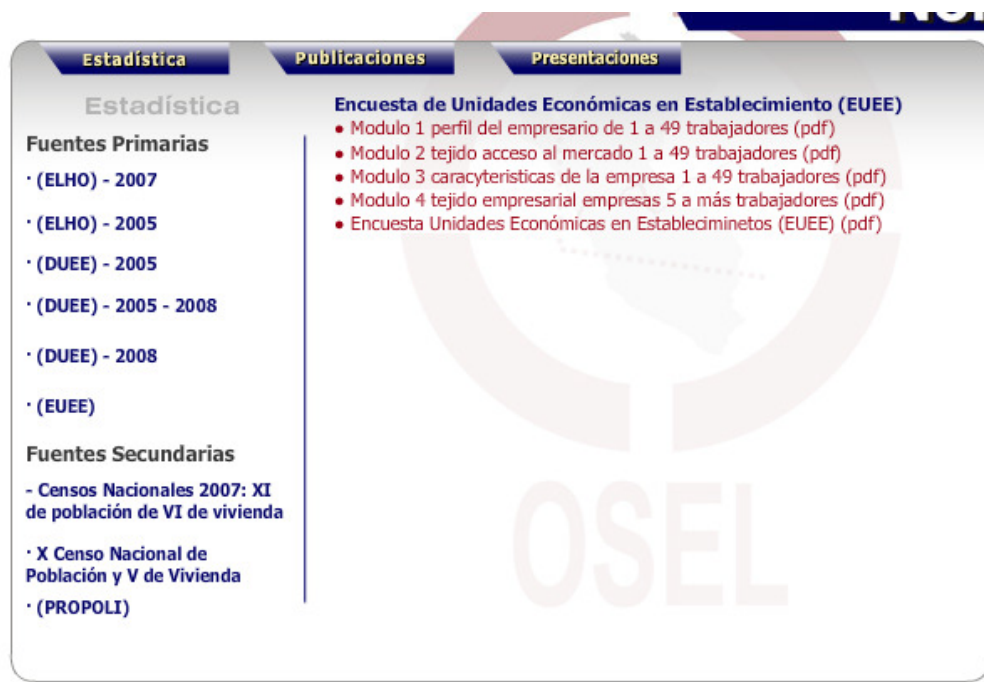 Estadística
Publicaciones
Presentaciones
Estadística
Fuentes Primarias
· (ELHO) - 2007
· (ELHO) - 2005
· (DUEE) - 2005
· (DUEE) - 2005 - 2008
· (DUEE) - 2008
· (EUEE)
Fuentes Secundarias
- Censos Nacionales 2007: XI
de población de VI de vivienda
· X Censo Nacional de
Población y V de Vivienda
· (PROPOLI)
Encuesta de Unidades Económicas en Establecimiento (EUEE)
● Modulo 1 perfil del empresario de 1 a 49 trabajadores (pdf)
● Modulo 2 tejido acceso al mercado 1 a 49 trabajadores (pdf)
● Modulo 3 caracyteristicas de la empresa 1 a 49 trabajadores (pdf)
● Modulo 4 tejido empresarial empresas 5 a más trabajadores (pdf)
● Encuesta Unidades Económicas en Estableciminetos (EUEE) (pdf)
OSEL